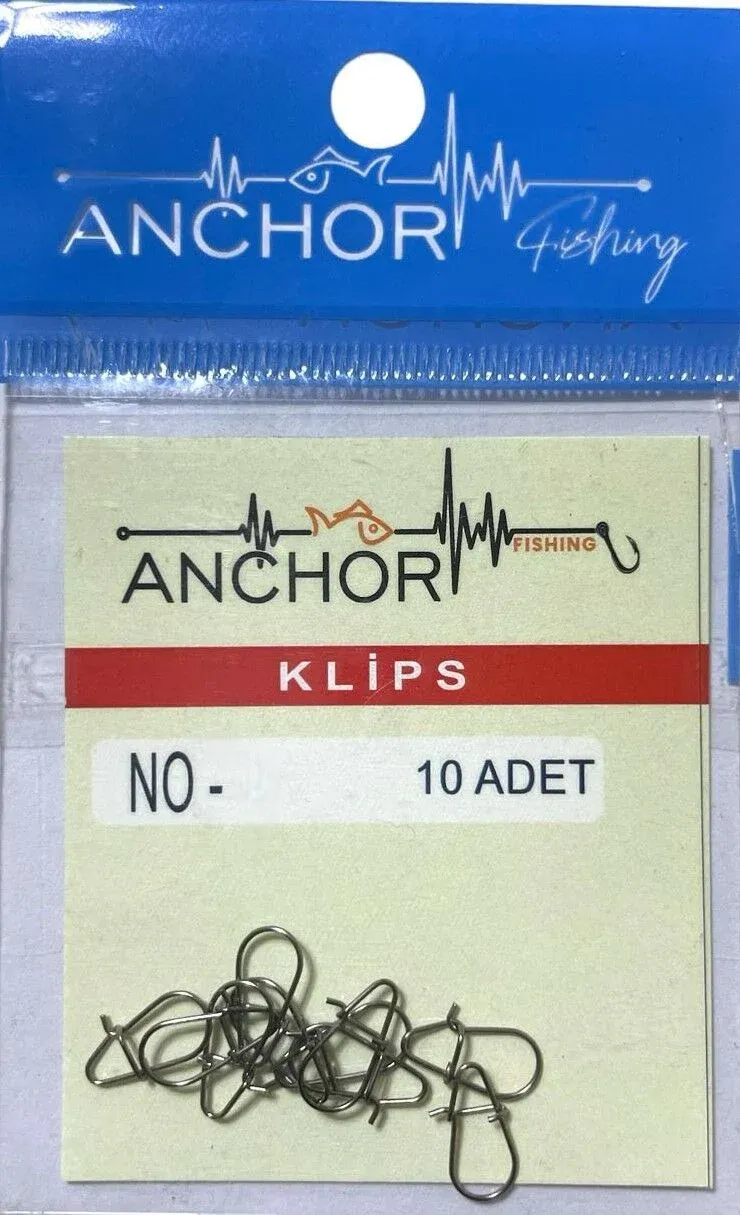 ANCHOR Fishing
ANCHOR FISHING
KLİPS
NO - 10 ADET